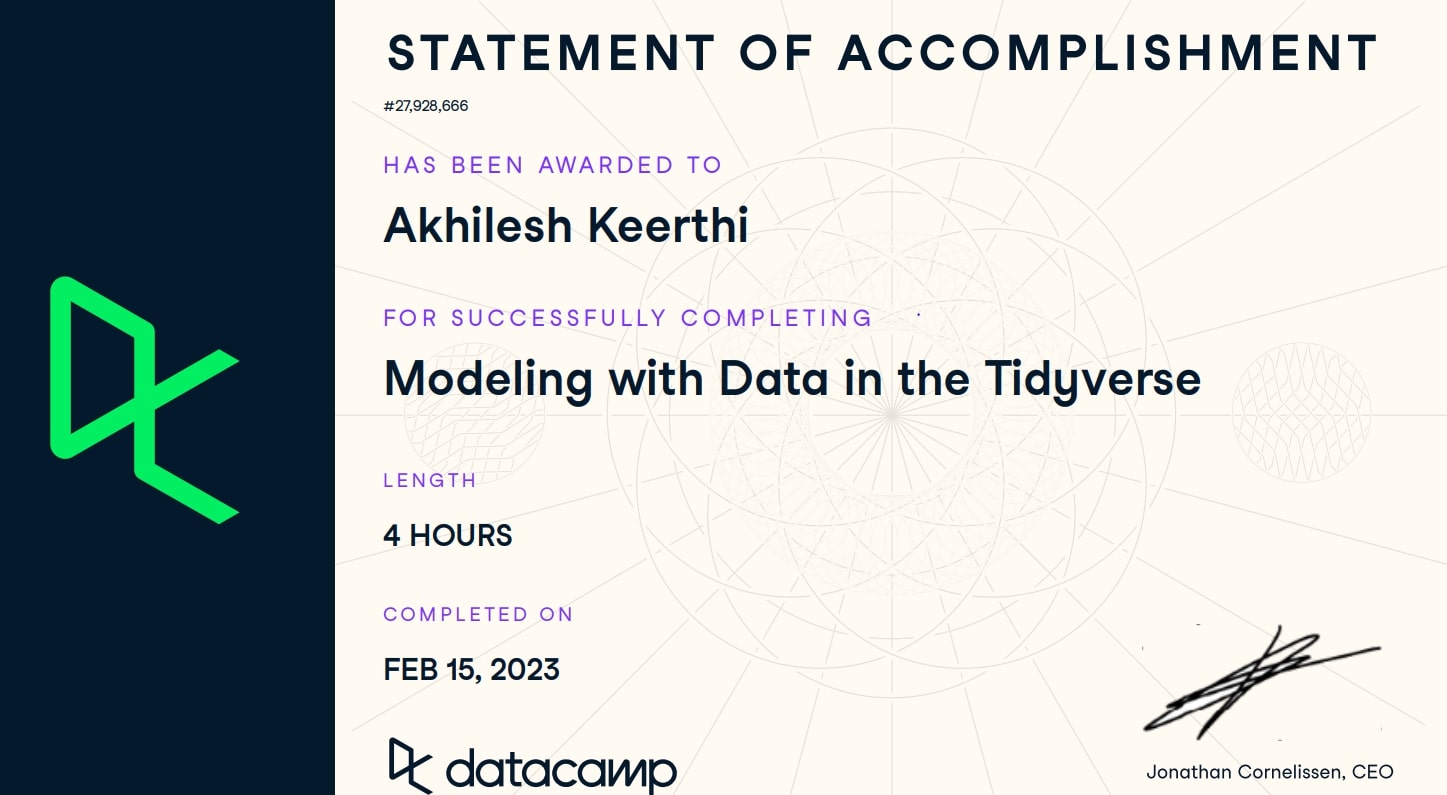 STATEMENT OF ACCOMPLISHMENT
#27,928,666
HAS BEEN AWARDED TO
Akhilesh Keerthi
FOR SUCCESSFULLY COMPLETING
Modeling with Data in the Tidyverse
LENGTH
4 HOURS
COMPLETED ON
FEB 15, 2023
datacamp
Jonathan Cornelissen, CEO